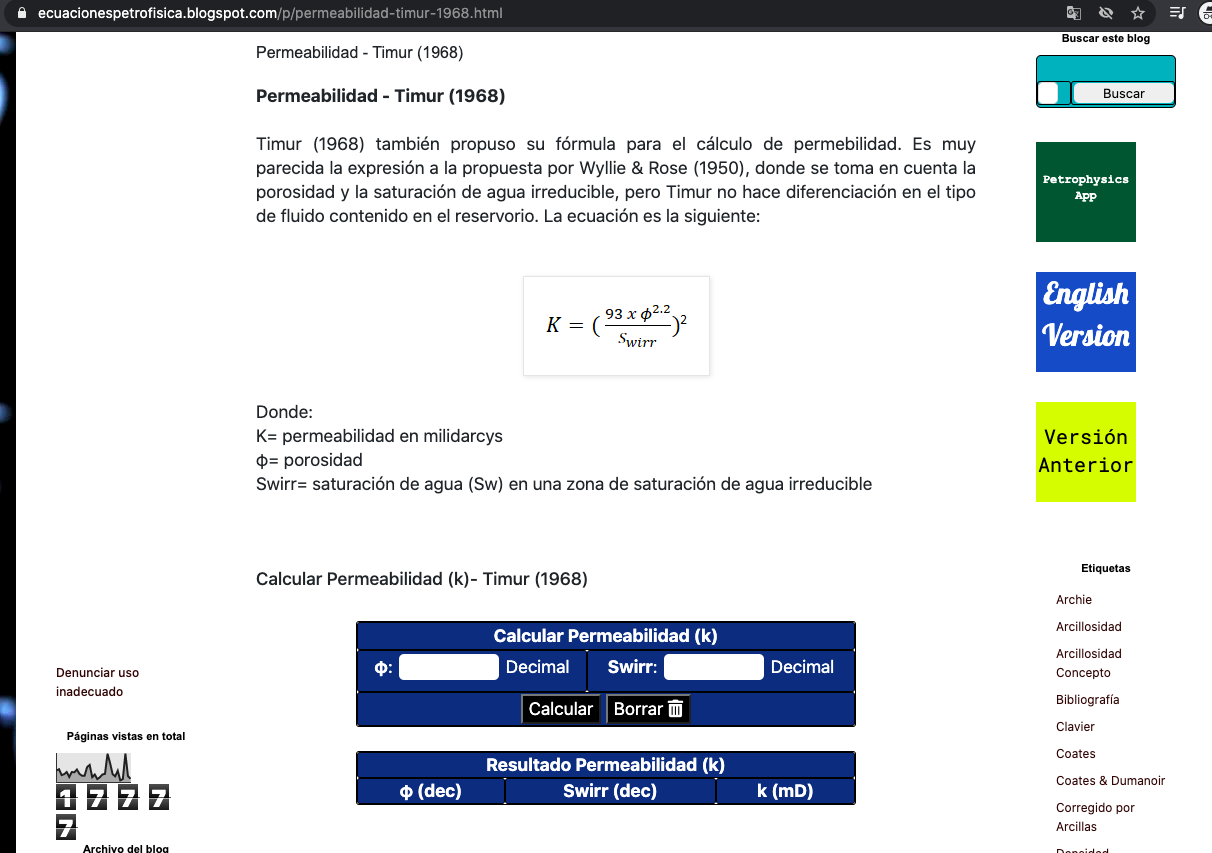 ecuacionespetrofisica.blogspot.com/p/permeabilidad-timur-1968.html
Permeabilidad - Timur (1968)
Permeabilidad - Timur (1968)
Timur (1968) también propuso su fórmula para el cálculo de permebilidad. Es muy
parecida la expresión a la propuesta por Wyllie & Rose (1950), donde se toma en cuenta la
porosidad y la saturación de agua irreducible, pero Timur no hace diferenciación en el tipo
de fluido contenido en el reservorio. La ecuación es la siguiente:
K = (93 x ϕ^2.2 / S_wirr)^2
Donde:
K= permeabilidad en milidarcys
ϕ= porosidad
Swirr= saturación de agua (Sw) en una zona de saturación de agua irreducible
Calcular Permeabilidad (k)- Timur (1968)
Calcular Permeabilidad (k)
ϕ: Decimal Swirr: Decimal
Calcular Borrar
Resultado Permeabilidad (k)
ϕ (dec) Swirr (dec) k (mD)
Denunciar uso
inadecuado
Páginas vistas en total
1 7 7 7
7
Archivo del blog
Buscar este blog
Buscar
Petrophysics
App
English
Version
Versión
Anterior
Etiquetas
Archie
Arcillosidad
Arcillosidad
Concepto
Bibliografía
Clavier
Coates
Coates & Dumanoir
Corregido por
Arcillas
Densidad